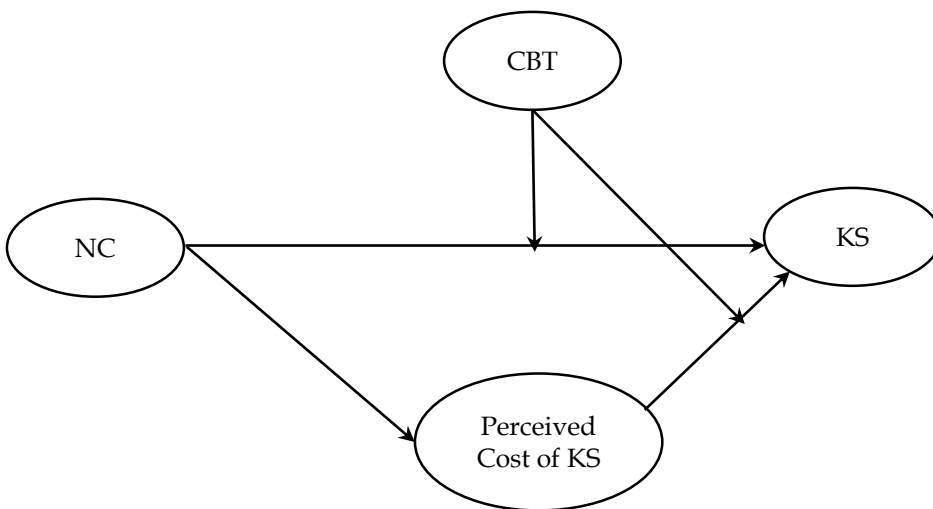 CBT
NC
KS
Perceived
Cost of KS